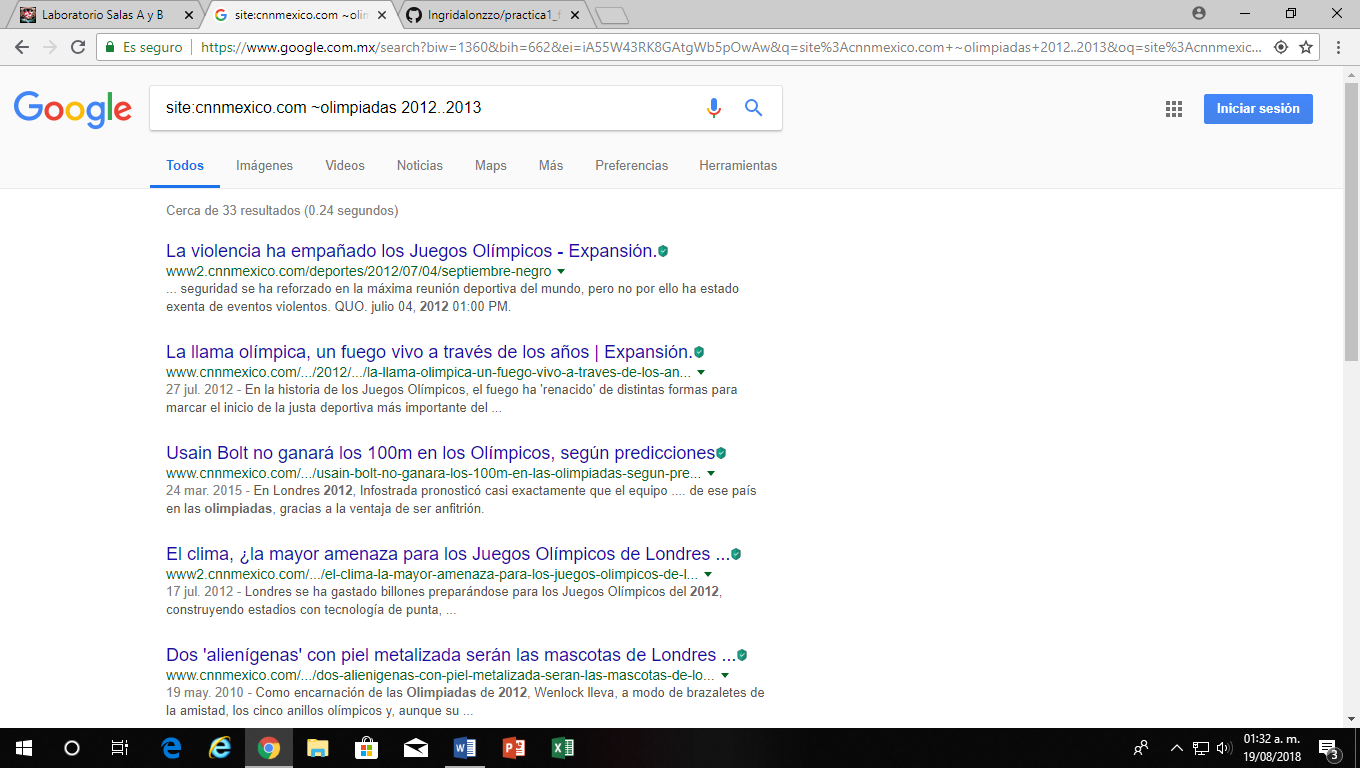 Laboratorio Salas A y B
site:cnnmexico.com ~olim
Ingridalonzzo/practica1_f
Es seguro
https://www.google.com.mx/search?biw=1360&bih=662&ei=iA55W43RK8GAtgWb5pOwAw&q=site%3Acnnmexico.com+~olimpiadas+2012..2013&oq=site%3Acnnmexic...
Google
site:cnnmexico.com ~olimpiadas 2012..2013
Iniciar sesión
Todos Imágenes Videos Noticias Maps Más Preferencias Herramientas
Cerca de 33 resultados (0.24 segundos)
La violencia ha empañado los Juegos Olímpicos - Expansión.
www2.cnnmexico.com/deportes/2012/07/04/septiembre-negro
... seguridad se ha reforzado en la máxima reunión deportiva del mundo, pero no por ello ha estado
exenta de eventos violentos. QUO. julio 04, 2012 01:00 PM.
La llama olímpica, un fuego vivo a través de los años | Expansión.
www.cnnmexico.com/.../2012/.../la-llama-olimpica-un-fuego-vivo-a-traves-de-los-an...
27 jul. 2012 - En la historia de los Juegos Olímpicos, el fuego ha 'renacido' de distintas formas para
marcar el inicio de la justa deportiva más importante del ...
Usain Bolt no ganará los 100m en los Olímpicos, según predicciones
www.cnnmexico.com/.../usain-bolt-no-ganara-los-100m-en-las-olimpiadas-segun-pre...
24 mar. 2015 - En Londres 2012, Infostrada pronosticó casi exactamente que el equipo .... de ese país
en las olimpiadas, gracias a la ventaja de ser anfitrión.
El clima, ¿la mayor amenaza para los Juegos Olímpicos de Londres ...
www2.cnnmexico.com/.../el-clima-la-mayor-amenaza-para-los-juegos-olimpicos-de-l...
17 jul. 2012 - Londres se ha gastado billones preparándose para los Juegos Olímpicos del 2012,
construyendo estadios con tecnología de punta, ...
Dos 'alienígenas' con piel metalizada serán las mascotas de Londres ...
www.cnnmexico.com/.../dos-alienigenas-con-piel-metalizada-seran-las-mascotas-de-lo...
19 may. 2010 - Como encarnación de las Olimpiadas de 2012, Wenlock lleva, a modo de brazaletes de
la amistad, los cinco anillos olímpicos y, aunque su ...
01:32 a. m.
19/08/2018
3